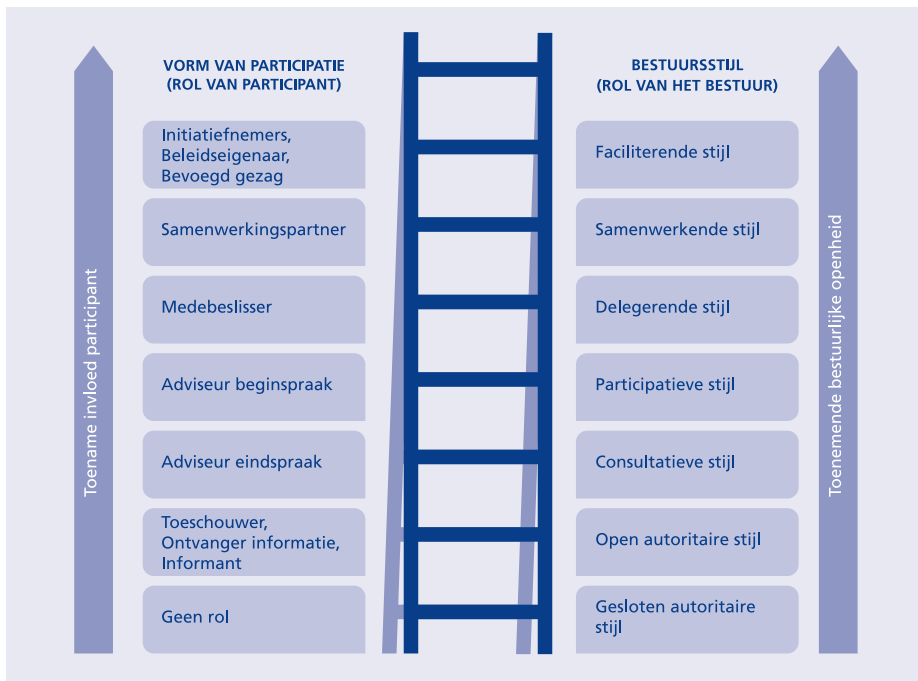 VORM VAN PARTICIPATIE
(ROL VAN PARTICIPANT)
BESTUURSSTIJL
(ROL VAN HET BESTUUR)
Toename invloed participant
Initiatiefnemers,
Beleidseigenaar,
Bevoegd gezag
Faciliterende stijl
Samenwerkingspartner
Samenwerkende stijl
Medebeslisser
Delegerende stijl
Adviseur beginspraak
Participatieve stijl
Adviseur eindspraak
Consultatieve stijl
Toeschouwer,
Ontvanger informatie,
Informant
Open autoritaire stijl
Geen rol
Gesloten autoritaire
stijl
Toenemende bestuurlijke openheid